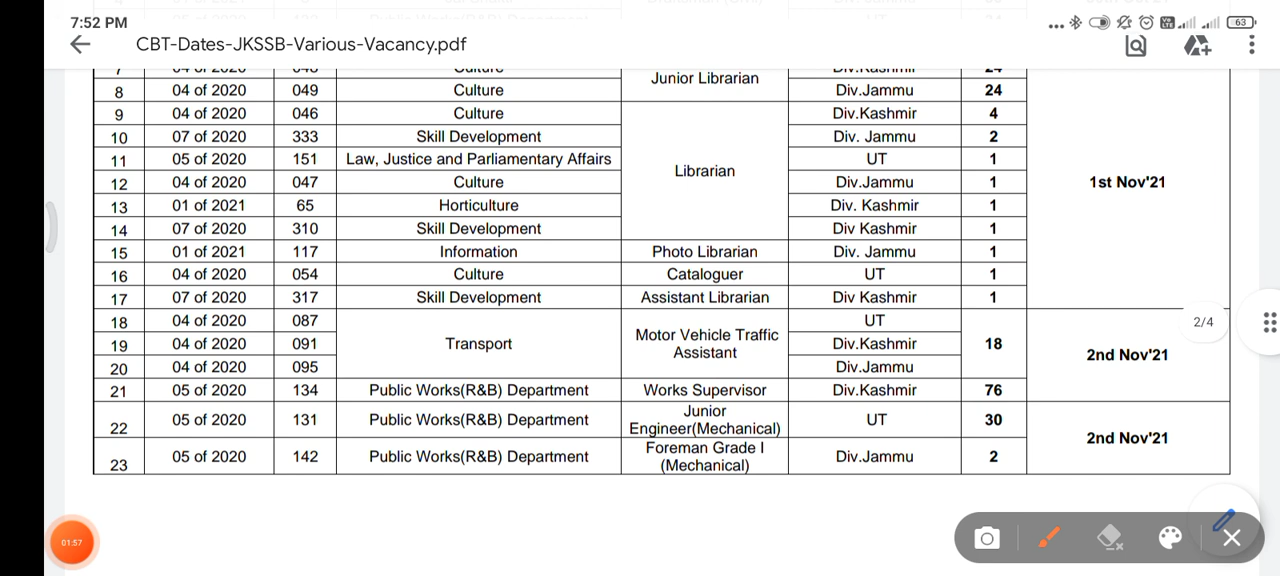 7:52 PM
63
CBT-Dates-JKSSB-Various-Vacancy.pdf
Junior Librarian
8 04 of 2020 049 Culture Div.Jammu 24
9 04 of 2020 046 Culture Librarian Div.Kashmir 4 1st Nov'21
10 07 of 2020 333 Skill Development Div. Jammu 2
11 05 of 2020 151 Law, Justice and Parliamentary Affairs UT 1
12 04 of 2020 047 Culture Div.Jammu 1
13 01 of 2021 65 Horticulture Div. Kashmir 1
14 07 of 2020 310 Skill Development Div Kashmir 1
15 01 of 2021 117 Information Photo Librarian Div. Jammu 1
16 04 of 2020 054 Culture Cataloguer UT 1
17 07 of 2020 317 Skill Development Assistant Librarian Div Kashmir 1
18 04 of 2020 087 Transport Motor Vehicle Traffic Assistant UT 18 2nd Nov'21
19 04 of 2020 091 Div.Kashmir
20 04 of 2020 095 Div.Jammu
21 05 of 2020 134 Public Works(R&B) Department Works Supervisor Div.Kashmir 76
22 05 of 2020 131 Public Works(R&B) Department Junior Engineer(Mechanical) UT 30 2nd Nov'21
23 05 of 2020 142 Public Works(R&B) Department Foreman Grade I (Mechanical) Div.Jammu 2
2/4
01:57